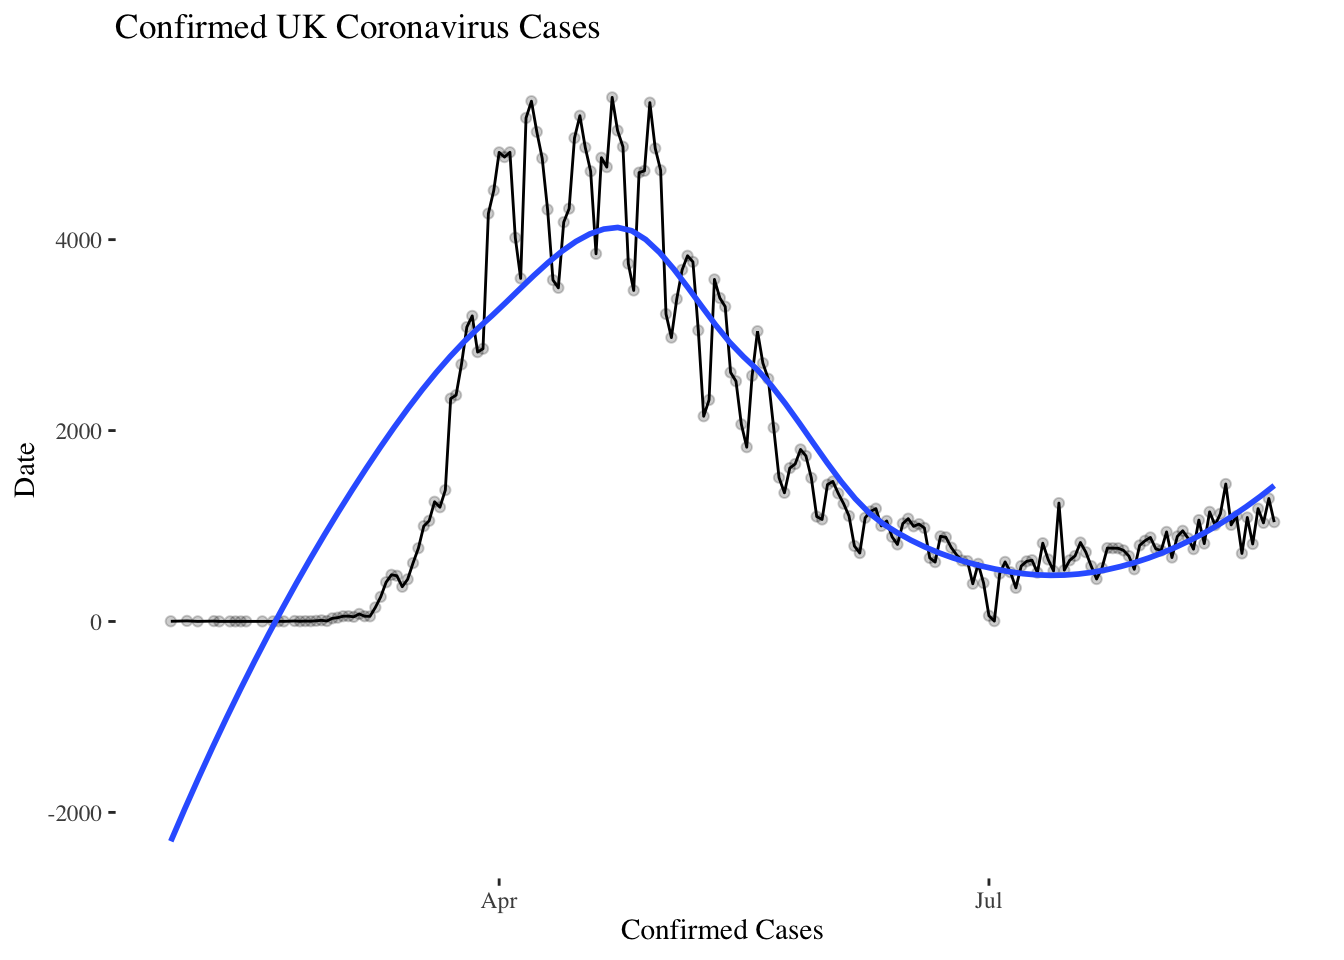 Confirmed UK Coronavirus Cases
4000
2000
0
-2000
Date
Apr
Jul
Confirmed Cases